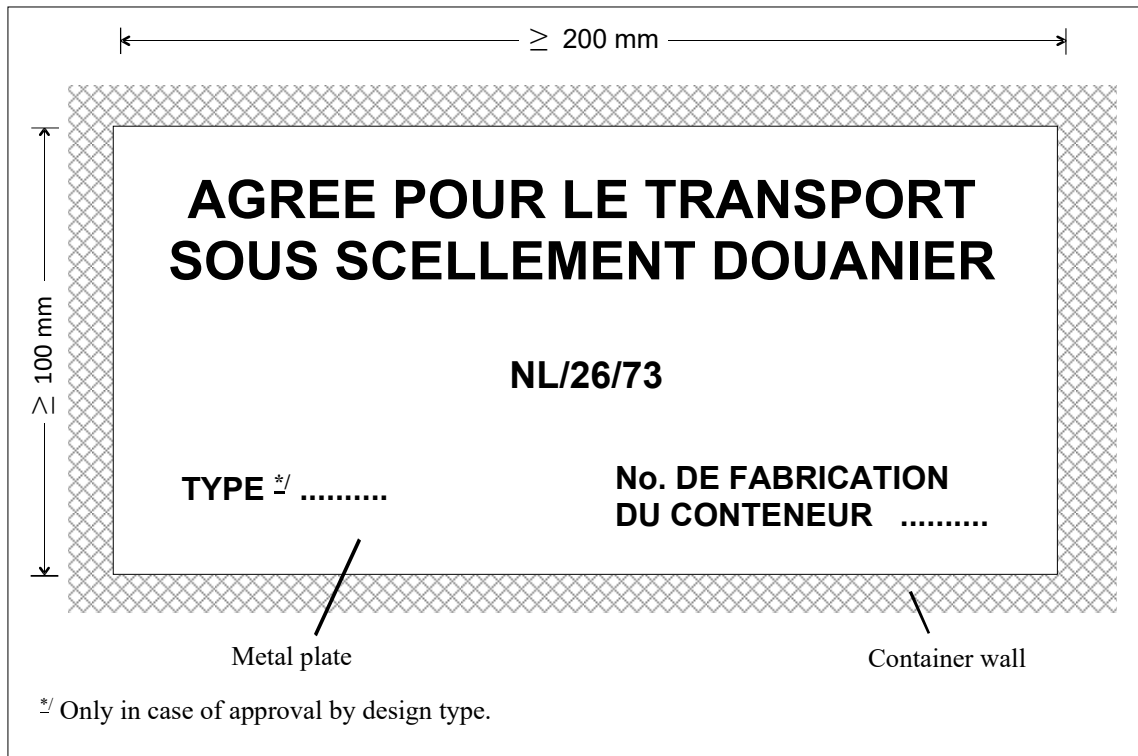 ≥ 200 mm
≥ 100 mm
AGREE POUR LE TRANSPORT
SOUS SCELLEMENT DOUANIER
NL/26/73
TYPE */ ..........
No. DE FABRICATION
DU CONTENEUR ..........
Metal plate
Container wall
*/ Only in case of approval by design type.